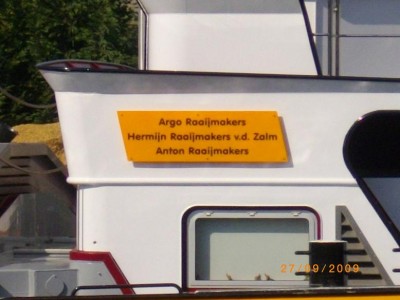 Argo Raaijmakers
Hermijn Raaijmakers v.d. Zalm
Anton Raaijmakers
27/09/2009